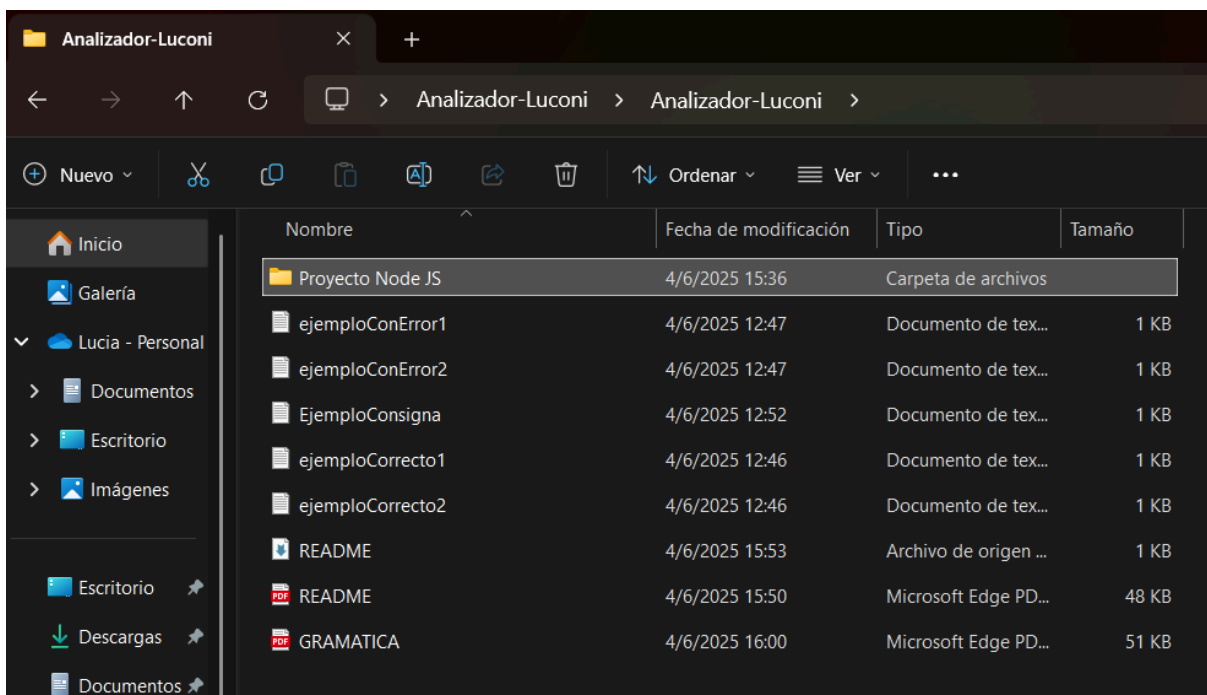 Analizador-Luconi
Analizador-Luconi > Analizador-Luconi >
Nuevo Ordenar Ver ...
Nombre Fecha de modificación Tipo Tamaño
Inicio
Galería
Lucia - Personal
Documentos
Escritorio
Imágenes
Escritorio
Descargas
Documentos
Proyecto Node JS 4/6/2025 15:36 Carpeta de archivos
ejemploConError1 4/6/2025 12:47 Documento de tex... 1 KB
ejemploConError2 4/6/2025 12:47 Documento de tex... 1 KB
EjemploConsigna 4/6/2025 12:52 Documento de tex... 1 KB
ejemploCorrecto1 4/6/2025 12:46 Documento de tex... 1 KB
ejemploCorrecto2 4/6/2025 12:46 Documento de tex... 1 KB
README 4/6/2025 15:53 Archivo de origen ... 1 KB
PDF README 4/6/2025 15:50 Microsoft Edge PD... 48 KB
PDF GRAMATICA 4/6/2025 16:00 Microsoft Edge PD... 51 KB